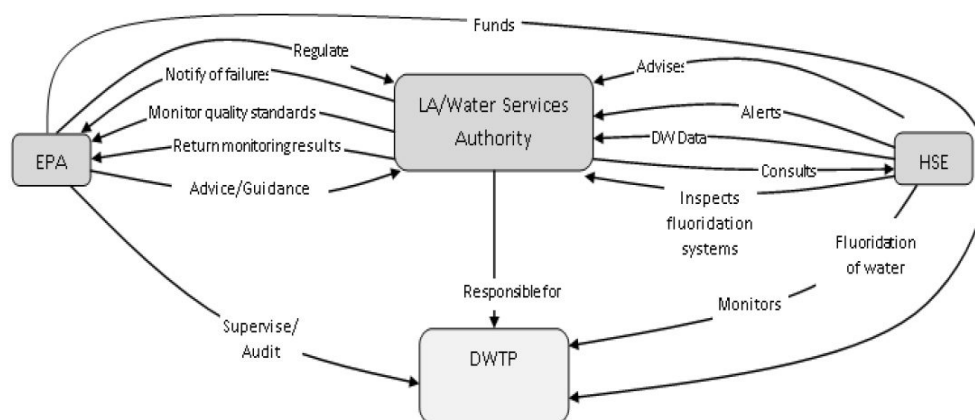 Funds
Regulate
Advises
Notify of failures
LA/Water Services
Authority
Alerts
Monitor quality standards
DW Data
EPA
Return monitoring results
HSE
Consults
Advice/Guidance
Inspects
fluoridation
systems
Fluoridation
of water
Responsible for
Monitors
Supervise/
Audit
DWTP